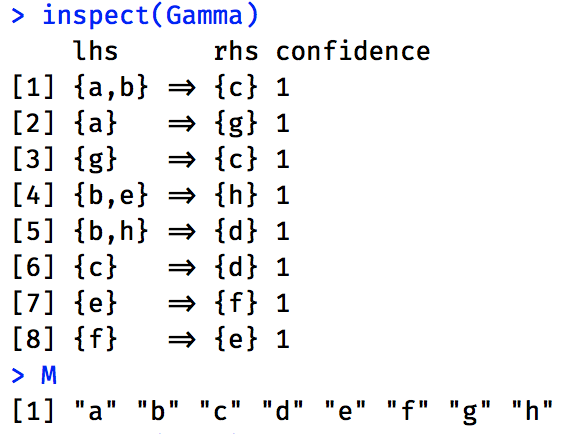 > inspect(Gamma)
lhs rhs confidence
[1] {a,b} => {c} 1
[2] {a} => {g} 1
[3] {g} => {c} 1
[4] {b,e} => {h} 1
[5] {b,h} => {d} 1
[6] {c} => {d} 1
[7] {e} => {f} 1
[8] {f} => {e} 1
> M
[1] "a" "b" "c" "d" "e" "f" "g" "h"